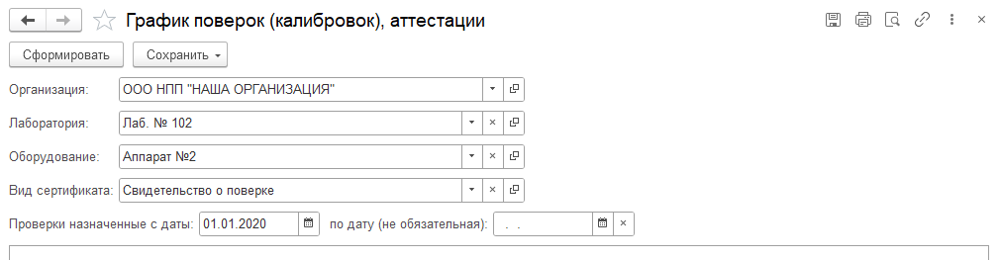 График поверок (калибровок), аттестации
Сформировать Сохранить
Организация: ООО НПП "НАША ОРГАНИЗАЦИЯ"
Лаборатория: Лаб. № 102
Оборудование: Аппарат №2
Вид сертификата: Свидетельство о поверке
Проверки назначенные с даты: 01.01.2020 по дату (не обязательная): . .